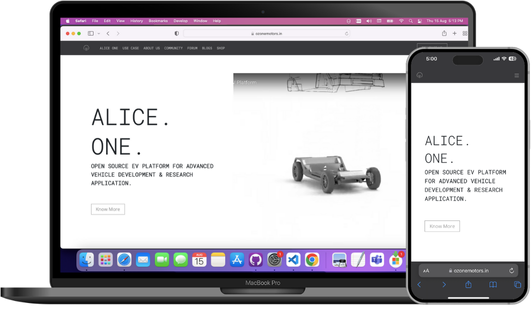 Safari File Edit View History Bookmarks Develop Window Help
Thu 15 Aug 5:10 PM
ozonemotors.in
ALICE ONE USE CASE ABOUT US COMMUNITY FORUM BLOGS SHOP
ALICE.
ONE.
OPEN SOURCE EV PLATFORM FOR ADVANCED
VEHICLE DEVELOPMENT & RESEARCH
APPLICATION.
Know More
15
MacBook Pro
5:00
ALICE.
ONE.
OPEN SOURCE EV PLATFORM
FOR ADVANCED VEHICLE
DEVELOPMENT & RESEARCH
APPLICATION.
Know More
AA
ozonemotors.in